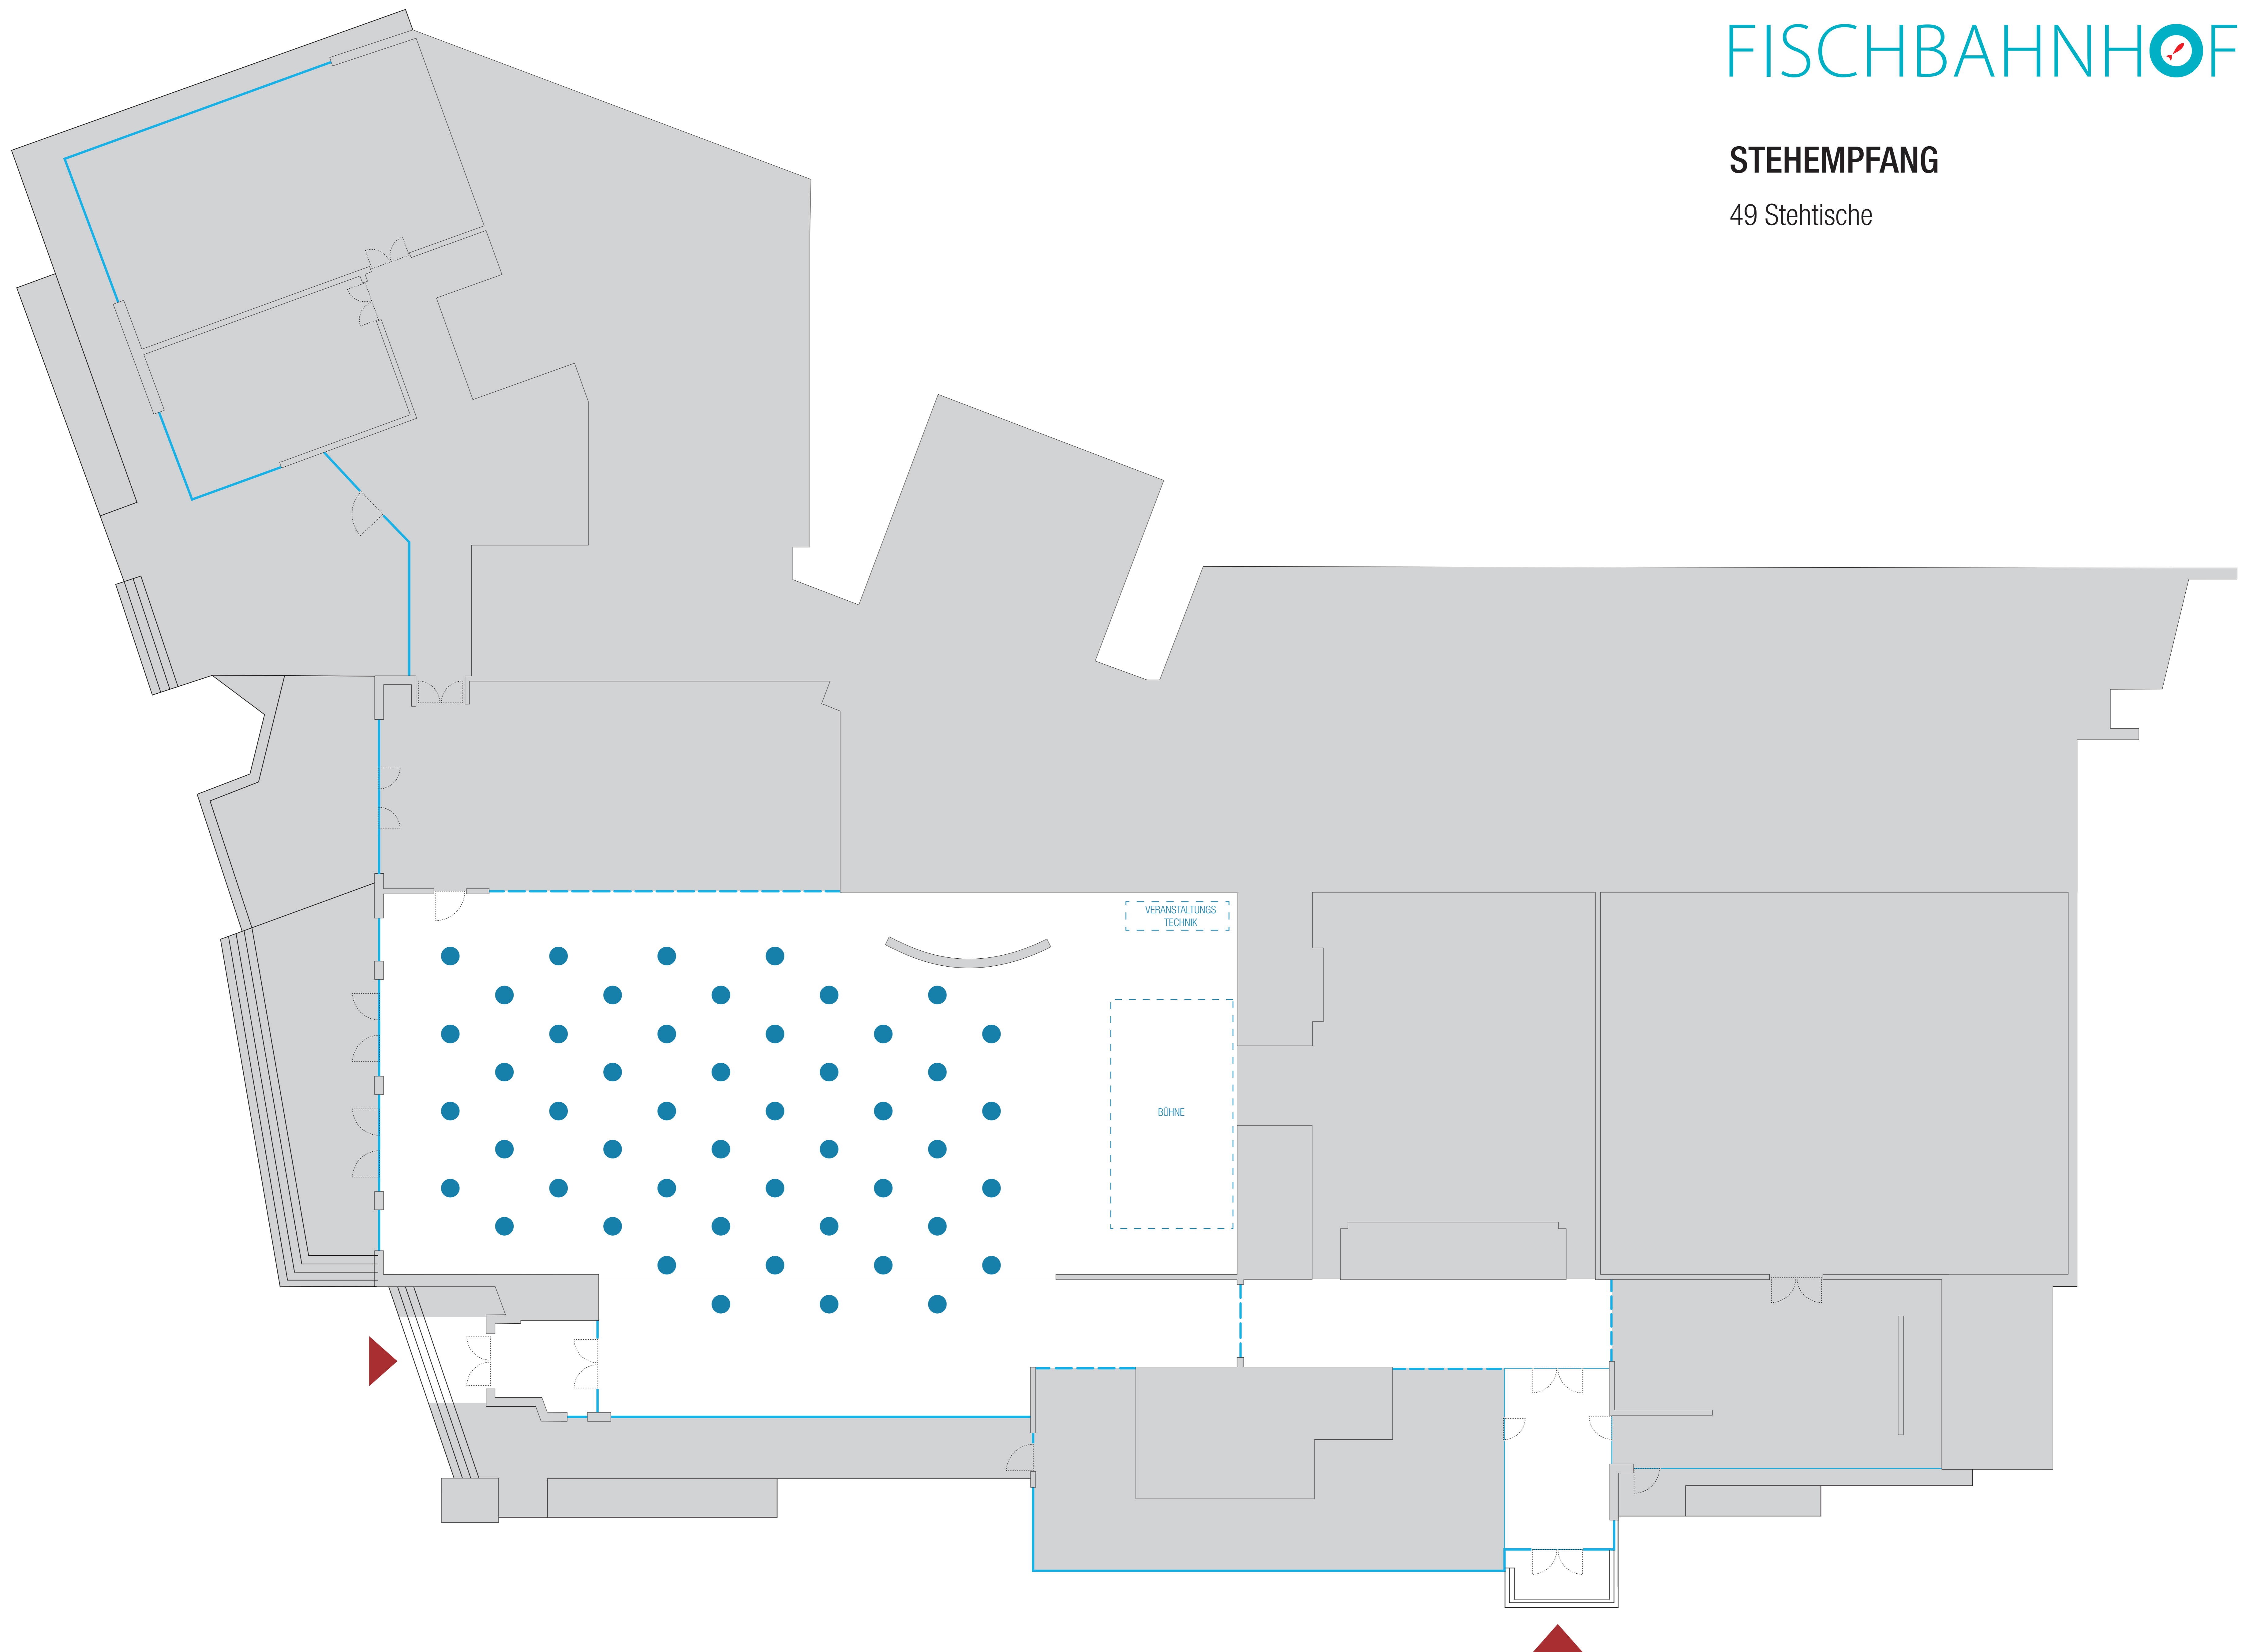 FISCHBAHNHOF
STEHEMPFANG
49 Stehtische
VERANSTALTUNGS
TECHNIK
BÜHNE